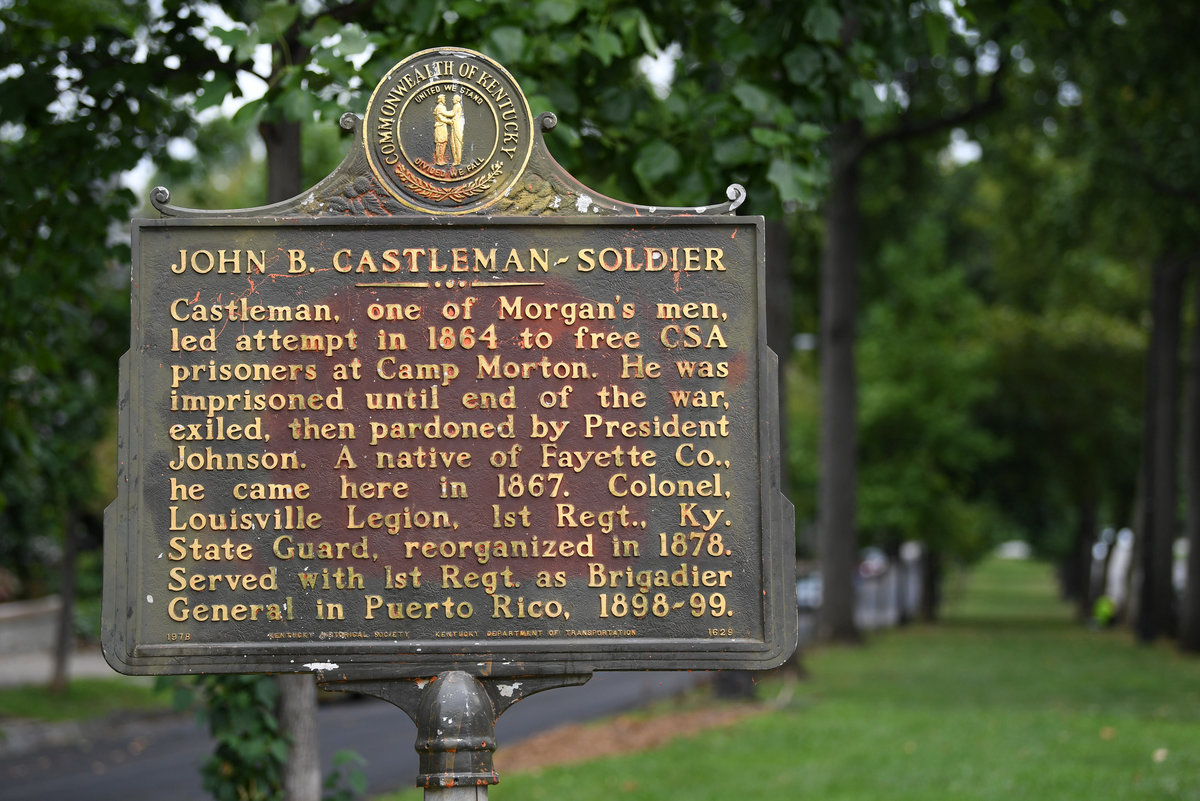 COMMONWEALTH OF KENTUCKY
UNITED WE STAND
DIVIDED WE FALL
JOHN B. CASTLEMAN~SOLDIER
Castleman, one of Morgan's men,
led attempt in 1864 to free CSA
prisoners at Camp Morton. He was
imprisoned until end of the war,
exiled, then pardoned by President
Johnson. A native of Fayette Co.,
he came here in 1867. Colonel,
Louisville Legion, 1st Regt., Ky.
State Guard, reorganized in 1878.
Served with 1st Regt. as Brigadier
General in Puerto Rico, 1898-99.
1978 KENTUCKY HISTORICAL SOCIETY KENTUCKY DEPARTMENT OF TRANSPORTATION 1629